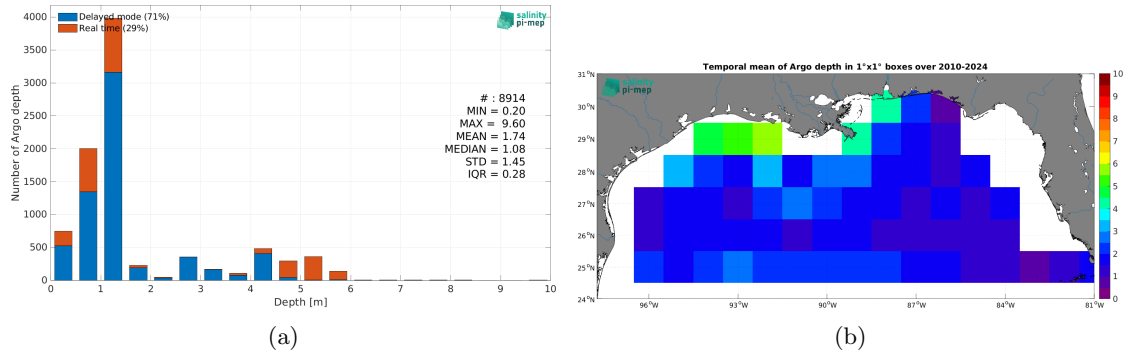 Delayed mode (71%)
Real time (29%)
salinity
pi-mep
Number of Argo depth
4000
3500
3000
2500
2000
1500
1000
500
0
# : 8914
MIN = 0.20
MAX = 9.60
MEAN = 1.74
MEDIAN = 1.08
STD = 1.45
IQR = 0.28
0 1 2 3 4 5 6 7 8 9 10
Depth [m]
(a)
Temporal mean of Argo depth in 1°x1° boxes over 2010-2024
salinity
pi-mep
31°N
30°N
29°N
28°N
27°N
26°N
25°N
24°N
96°W 93°W 90°W 87°W 84°W 81°W
10
9
8
7
6
5
4
3
2
1
0
(b)